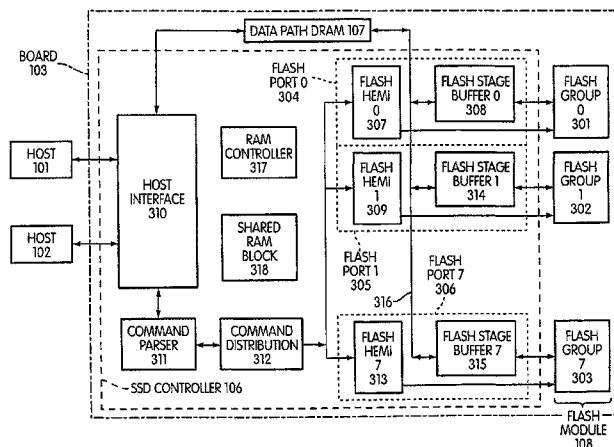 DATA PATH DRAM 107
BOARD
103
FLASH
PORT 0
304
FLASH
HEMi
0
307
FLASH STAGE
BUFFER 0
308
FLASH
GROUP
0
301
HOST
101
HOST
102
HOST
INTERFACE
310
RAM
CONTROLLER
317
SHARED
RAM
BLOCK
318
FLASH
HEMi
1
309
FLASH STAGE
BUFFER 1
314
FLASH
GROUP
1
302
FLASH
PORT 1
305
FLASH
PORT 7
306
316
COMMAND
PARSER
311
COMMAND
DISTRIBUTION
312
FLASH
HEMi
7
313
FLASH STAGE
BUFFER 7
315
FLASH
GROUP
7
303
SSD CONTROLLER 106
FLASH
MODULE
108